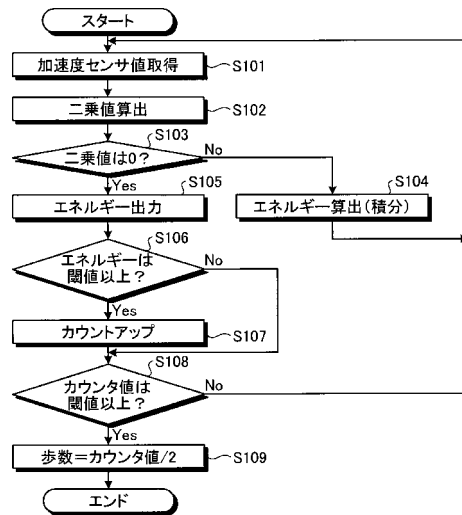 スタート
加速度センサ値取得
S101
二乗値算出
S102
二乗値は0？
S103
No
Yes
エネルギー算出(積分)
S104
エネルギー出力
S105
エネルギーは
閾値以上？
S106
No
Yes
カウントアップ
S107
カウンタ値は
閾値以上？
S108
No
Yes
歩数＝カウンタ値/2
S109
エンド